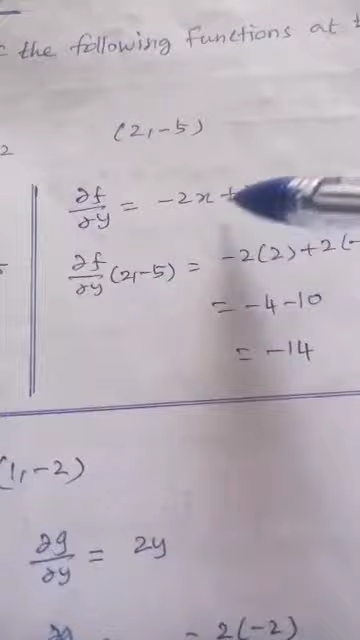 the following functions at
2
(2,-5)
∂f/∂y = -2x +
∂f/∂y (2,-5) = -2(2)+2(-
= -4-10
= -14
(1,-2)
∂g/∂y = 2y
2(-2)